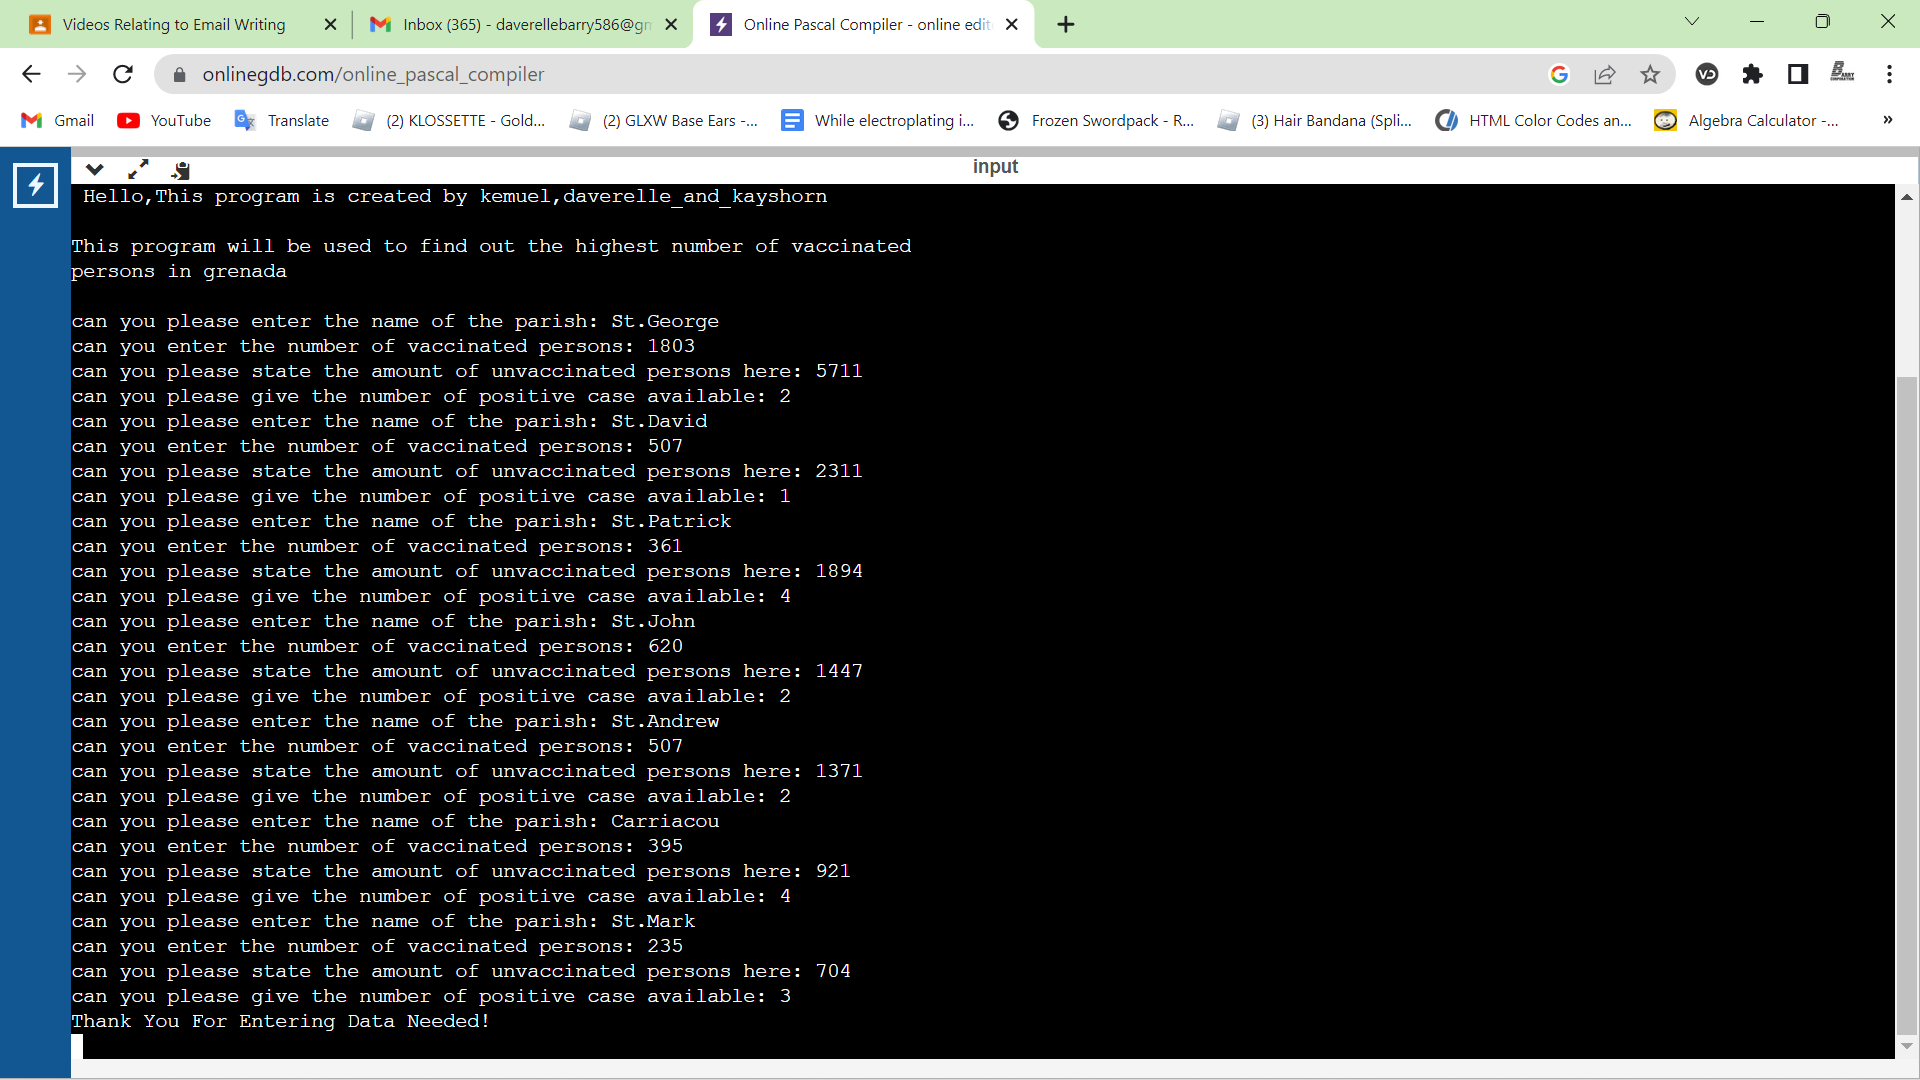 Videos Relating to Email Writing
Inbox (365) - daverellebarry586@gm
Online Pascal Compiler - online edit
onlinegdb.com/online_pascal_compiler
Gmail
YouTube
Translate
(2) KLOSSETTE - Gold...
(2) GLXW Base Ears -...
While electroplating i...
Frozen Swordpack - R...
(3) Hair Bandana (Spli...
HTML Color Codes an...
Algebra Calculator -...
»
input
Hello,This program is created by kemuel,daverelle_and_kayshorn
This program will be used to find out the highest number of vaccinated
persons in grenada
can you please enter the name of the parish: St.George
can you enter the number of vaccinated persons: 1803
can you please state the amount of unvaccinated persons here: 5711
can you please give the number of positive case available: 2
can you please enter the name of the parish: St.David
can you enter the number of vaccinated persons: 507
can you please state the amount of unvaccinated persons here: 2311
can you please give the number of positive case available: 1
can you please enter the name of the parish: St.Patrick
can you enter the number of vaccinated persons: 361
can you please state the amount of unvaccinated persons here: 1894
can you please give the number of positive case available: 4
can you please enter the name of the parish: St.John
can you enter the number of vaccinated persons: 620
can you please state the amount of unvaccinated persons here: 1447
can you please give the number of positive case available: 2
can you please enter the name of the parish: St.Andrew
can you enter the number of vaccinated persons: 507
can you please state the amount of unvaccinated persons here: 1371
can you please give the number of positive case available: 2
can you please enter the name of the parish: Carriacou
can you enter the number of vaccinated persons: 395
can you please state the amount of unvaccinated persons here: 921
can you please give the number of positive case available: 4
can you please enter the name of the parish: St.Mark
can you enter the number of vaccinated persons: 235
can you please state the amount of unvaccinated persons here: 704
can you please give the number of positive case available: 3
Thank You For Entering Data Needed!